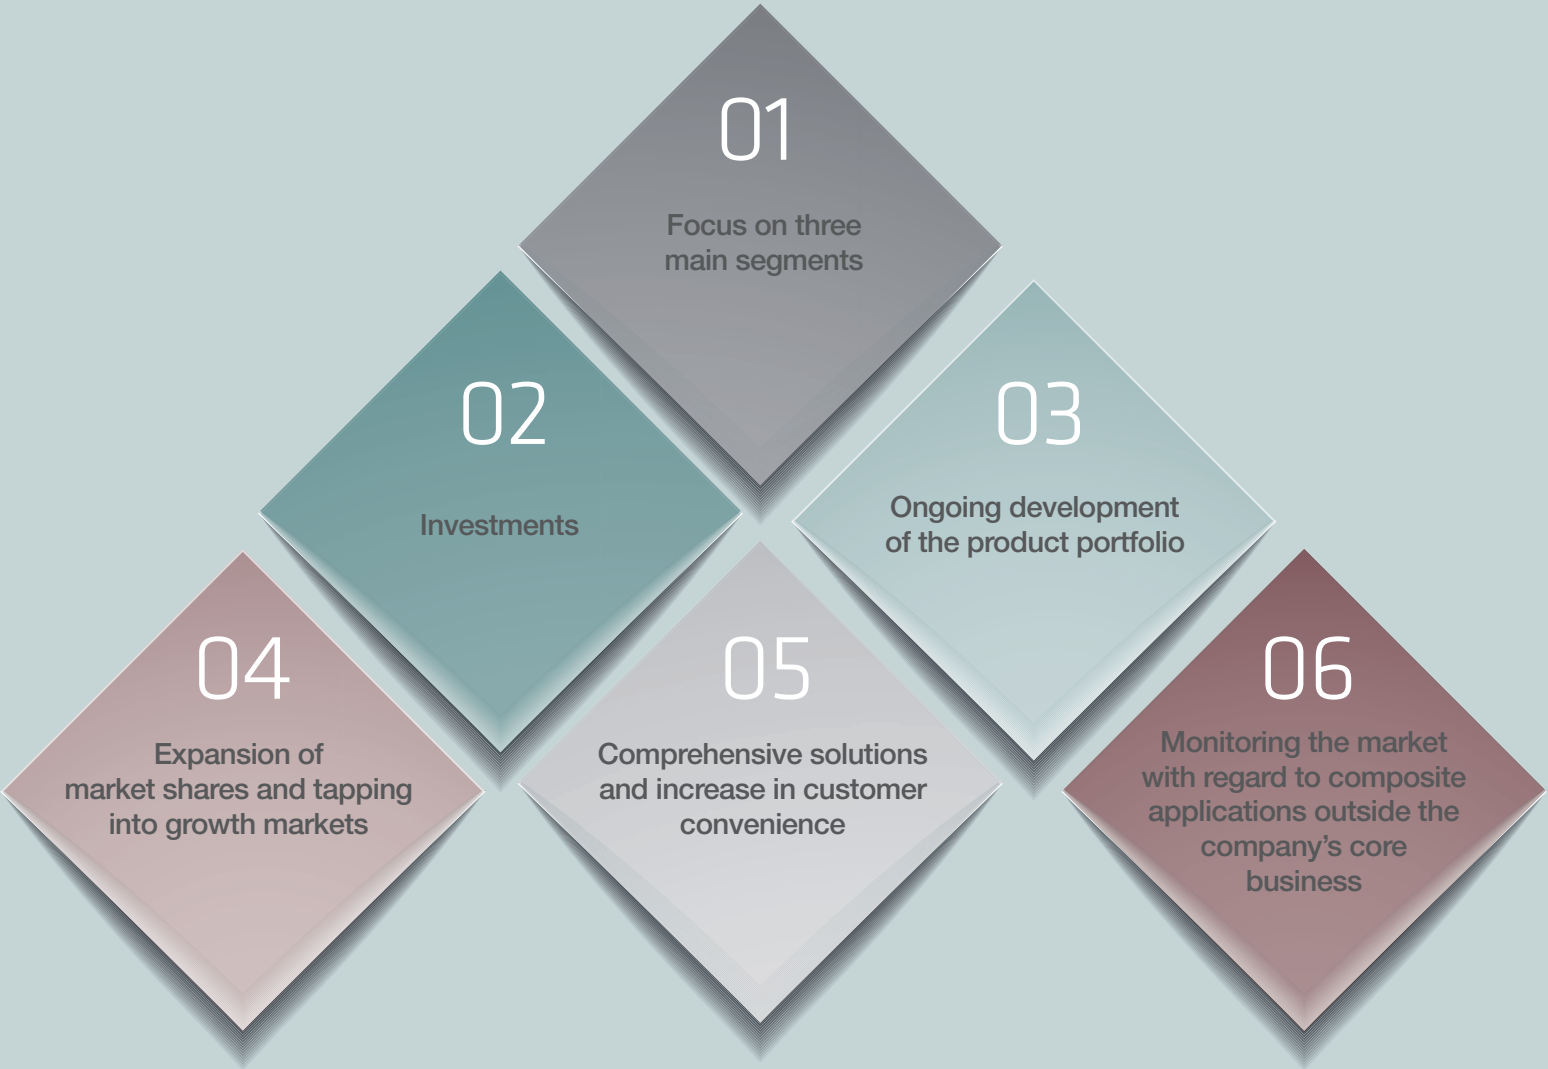 01
Focus on three
main segments
02
Investments
03
Ongoing development
of the product portfolio
04
Expansion of
market shares and tapping
into growth markets
05
Comprehensive solutions
and increase in customer
convenience
06
Monitoring the market
with regard to composite
applications outside the
company’s core
business